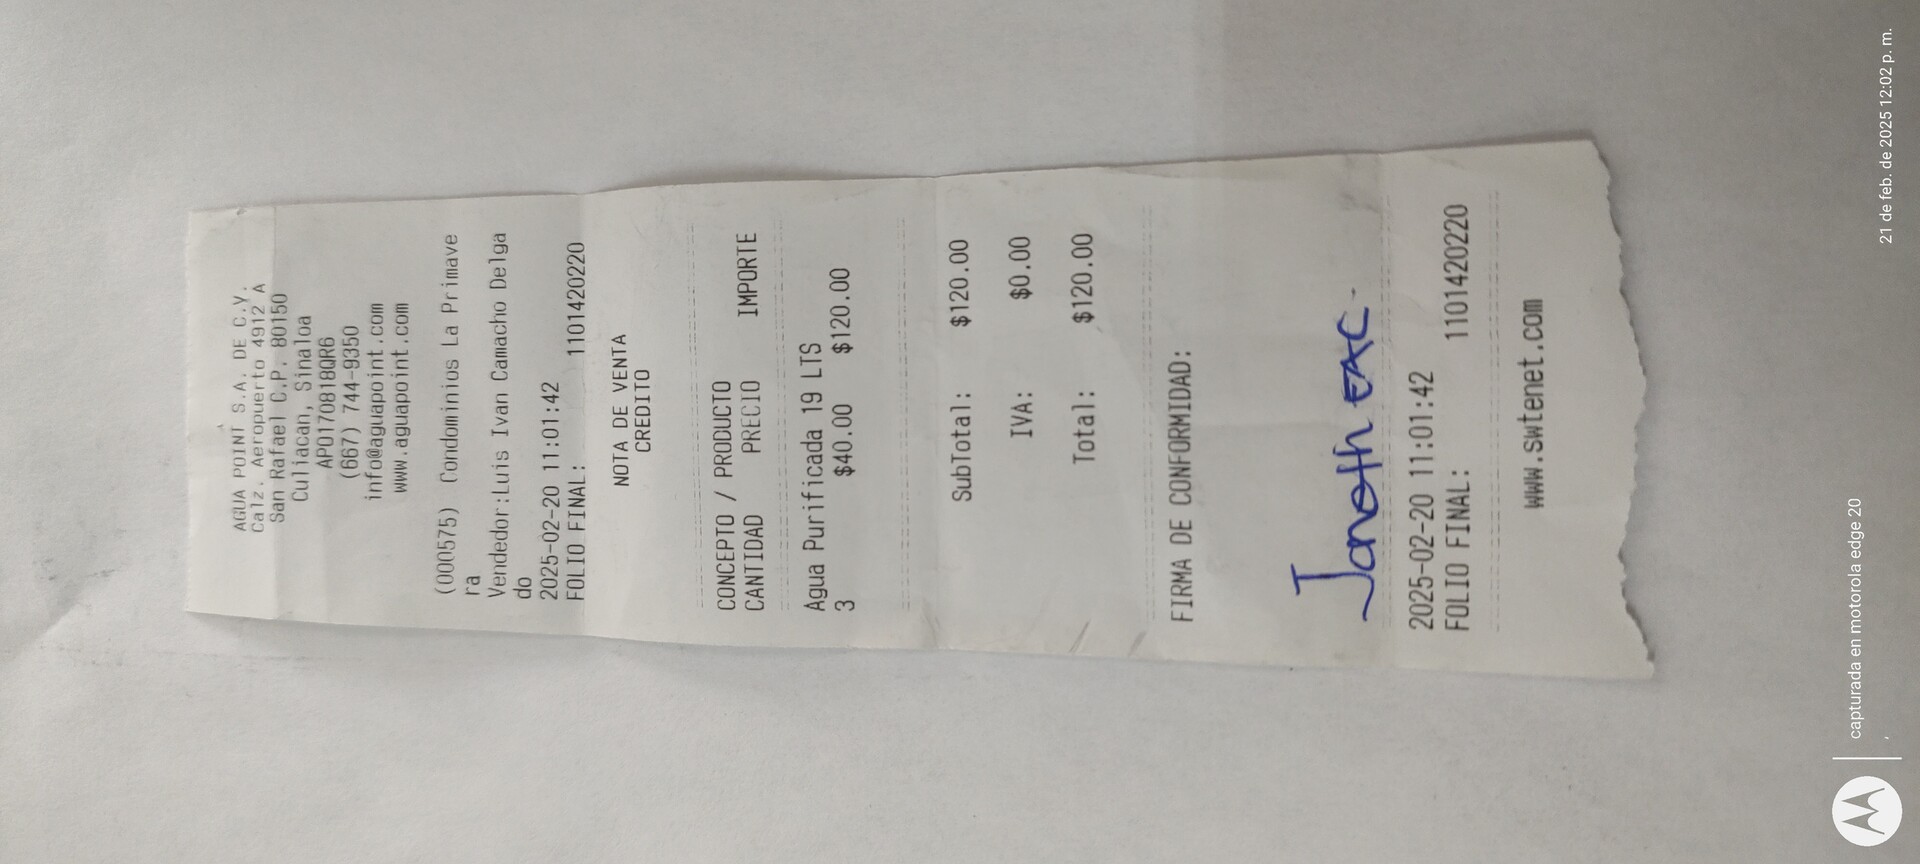 AGUA POINT S.A. DE C.V.
Calz. Aeropuerto 4912 A
San Rafael C.P. 80150
Culiacan, Sinaloa
APO170818QR6
(667) 744-9350
info@aguapoint.com
www.aguapoint.com
(000575) Condominios La Primave
ra
Vendedor:Luis Ivan Camacho Delga
do
2025-02-20 11:01:42
FOLIO FINAL: 1101420220
NOTA DE VENTA
CREDITO
CONCEPTO / PRODUCTO
CANTIDAD PRECIO IMPORTE
Agua Purificada 19 LTS
3 $40.00 $120.00
SubTotal: $120.00
IVA: $0.00
Total: $120.00
FIRMA DE CONFORMIDAD:
Janeth
2025-02-20 11:01:42
FOLIO FINAL: 1101420220
www.swtenet.com
capturada en motorola edge 20
21 de feb. de 2025 12:02 p. m.